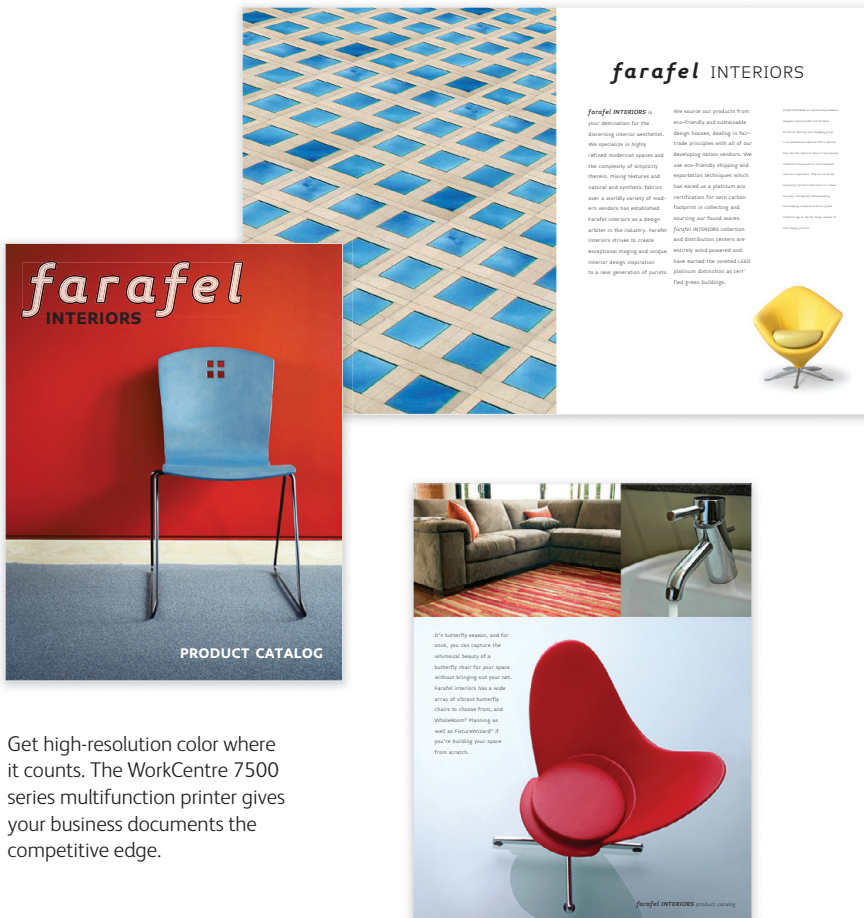 farafel INTERIORS
farafel INTERIORS is
your destination for the
discerning interior aesthetist.
We specialize in highly
refined modernist spaces and
the complexity of simplicity
therein. Mixing textures and
natural and synthetic fabrics
over a worldly variety of mod-
ern vendors has established
Farafel interiors as a design
arbiter in the industry. Farafel
Interiors strives to create
exceptional staging and unique
interior design inspiration
to a new generation of purists.
We source our products from
eco-friendly and sustainable
design houses, dealing in fair-
trade principles with all of our
developing nation vendors. We
use eco-friendly shipping and
exportation techniques which
has eared us a platinum eco
certification for zero carbon
footprint in collecting and
sourcing our found wares.
farafel INTERIORS collection
and distribution centers are
entirely wind powered and
have earned the coveted LEED
platinum distinction as cert'
fied green buildings.
farafel
INTERIORS
PRODUCT CATALOG
It's butterfly season, and for
once, you can capture the
whimsical beauty of a
butterfly chair for your space
without bringing out your net.
Farafel interiors has a wide
array of vibrant butterfly
chairs to choose from, and
WholeRoom® Planning as
well as FixtureWizard® if
you're building your space
from scratch.
farafel INTERIORS product catalog
Get high-resolution color where
it counts. The WorkCentre 7500
series multifunction printer gives
your business documents the
competitive edge.